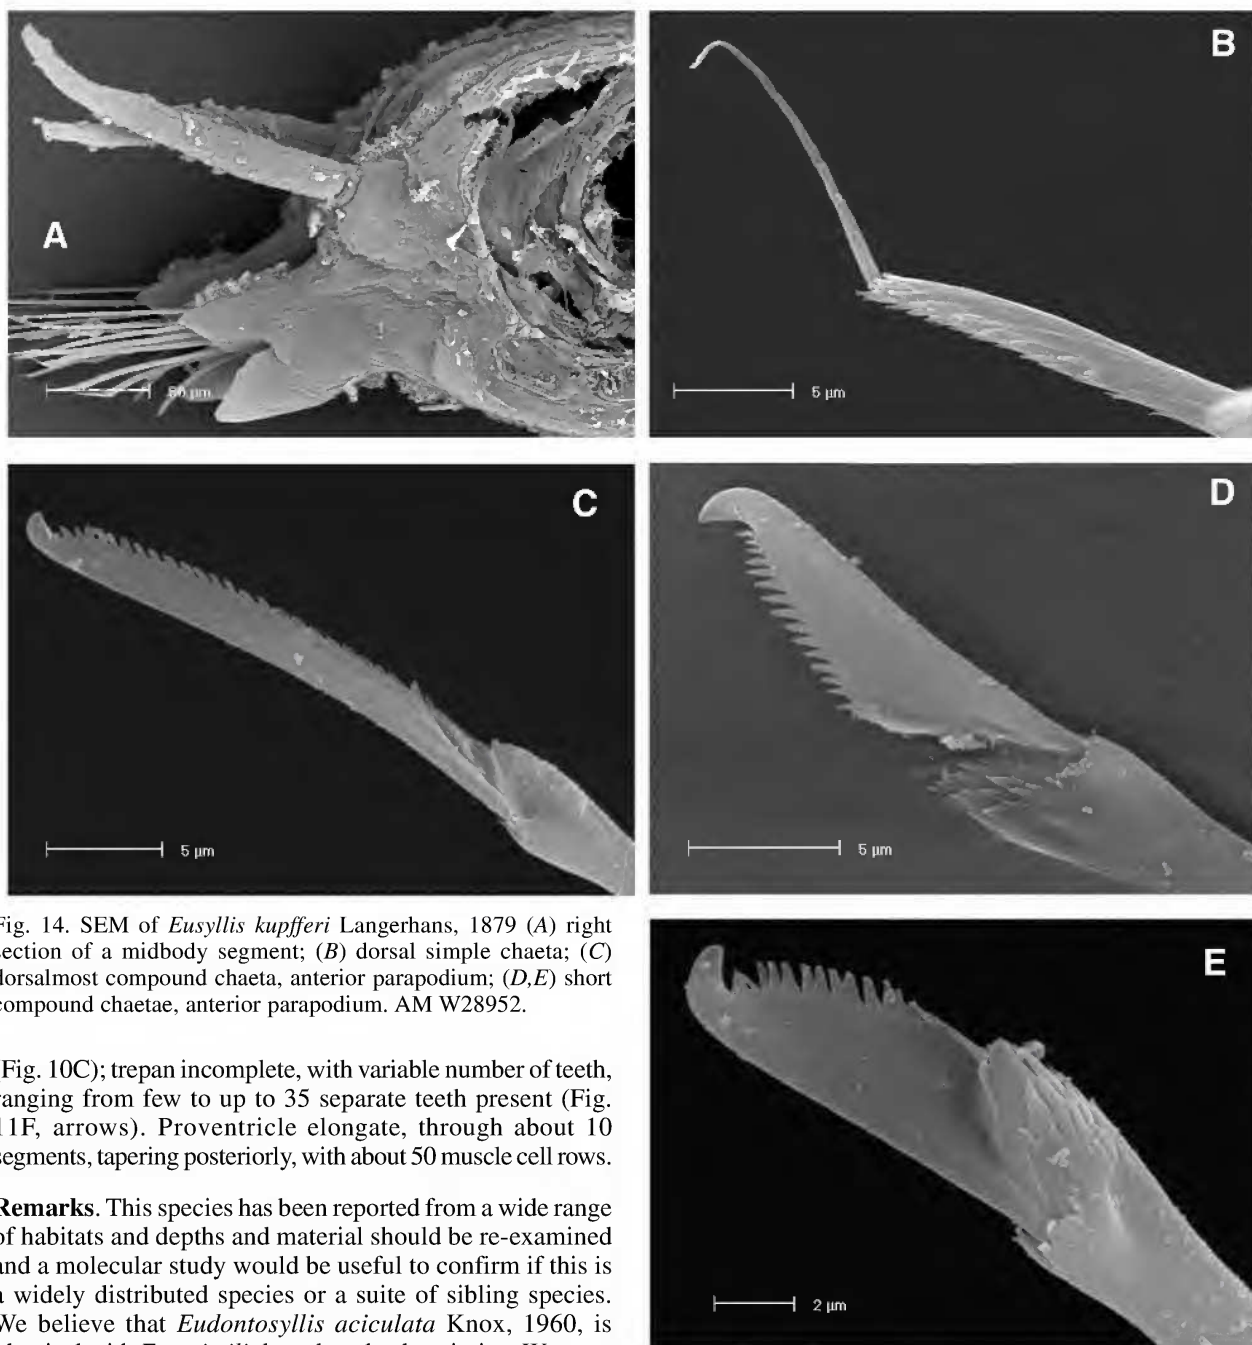 A
50 µm
B
5 µm
C
5 µm
D
5 µm
Fig. 14. SEM of Eusyllis kupfferi Langerhans, 1879 (A) right
section of a midbody segment; (B) dorsal simple chaeta; (C)
dorsalmost compound chaeta, anterior parapodium; (D,E) short
compound chaetae, anterior parapodium. AM W28952.
(Fig. 10C); trepan incomplete, with variable number of teeth,
ranging from few to up to 35 separate teeth present (Fig.
11F, arrows). Proventricle elongate, through about 10
segments, tapering posteriorly, with about 50 muscle cell rows.
Remarks. This species has been reported from a wide range
of habitats and depths and material should be re-examined
and a molecular study would be useful to confirm if this is
a widely distributed species or a suite of sibling species.
We believe that Eudontosyllis aciculata Knox, 1960, is
E
2 µm